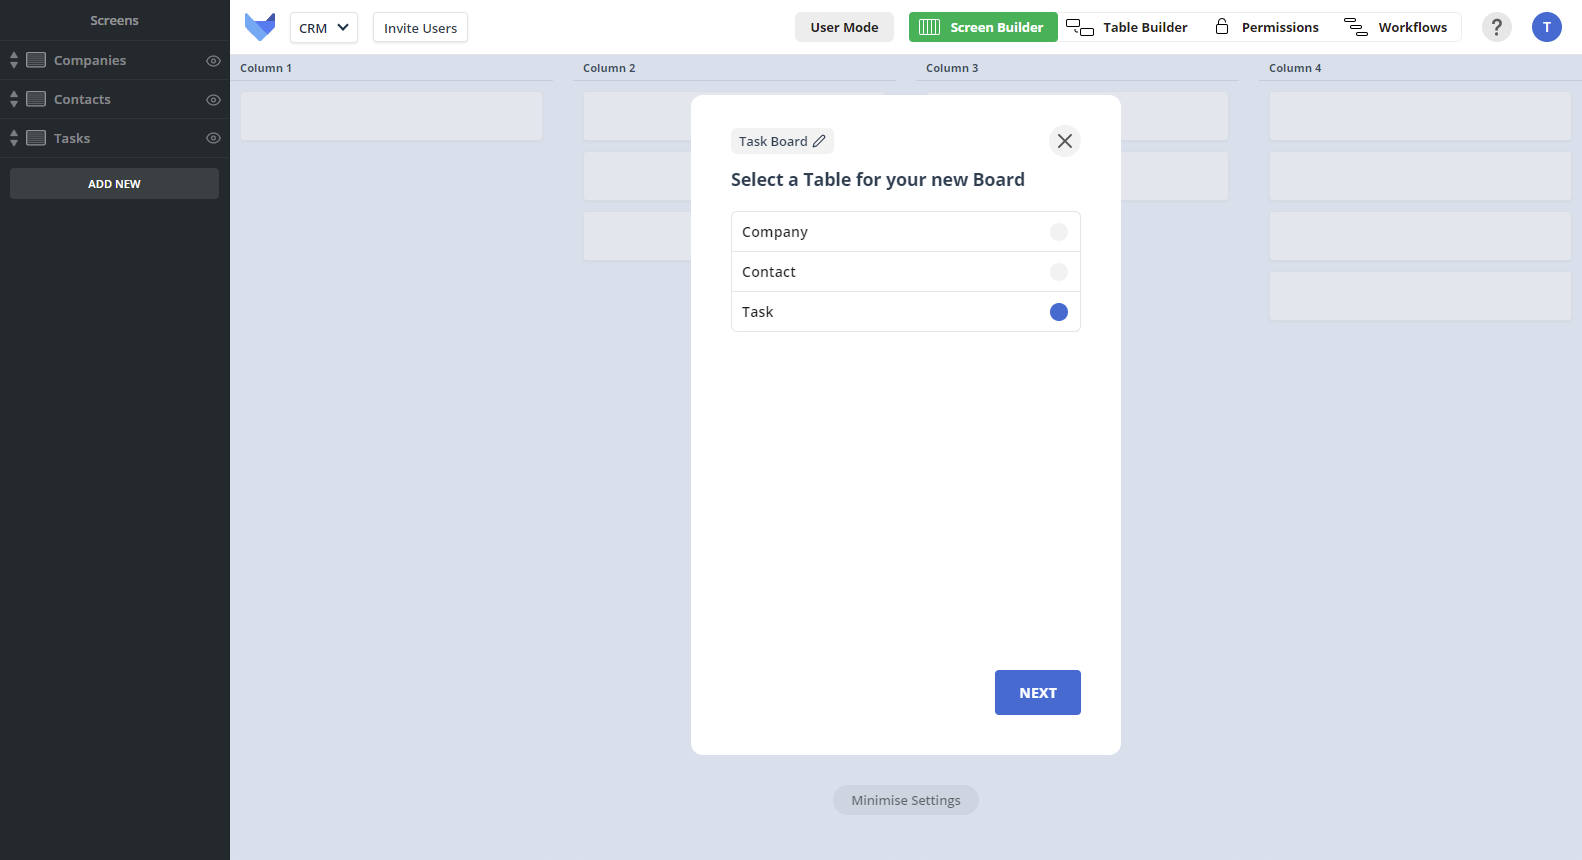 Screens
Companies
Contacts
Tasks
ADD NEW
CRM
Invite Users
User Mode
Screen Builder
Table Builder
Permissions
Workflows
?
T
Column 1
Column 2
Column 3
Column 4
Task Board
Select a Table for your new Board
Company
Contact
Task
NEXT
Minimise Settings